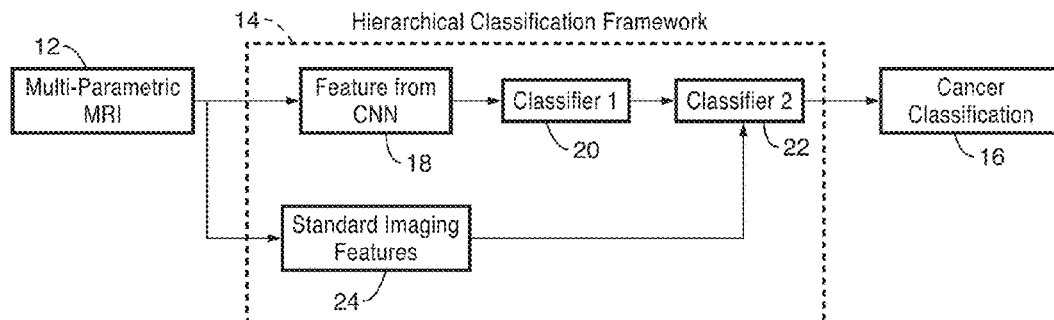 Hierarchical Classification Framework
14
12
Multi-Parametric
MRI
Feature from
CNN
18
Classifier 1
20
Classifier 2
22
Cancer
Classification
16
Standard Imaging
Features
24